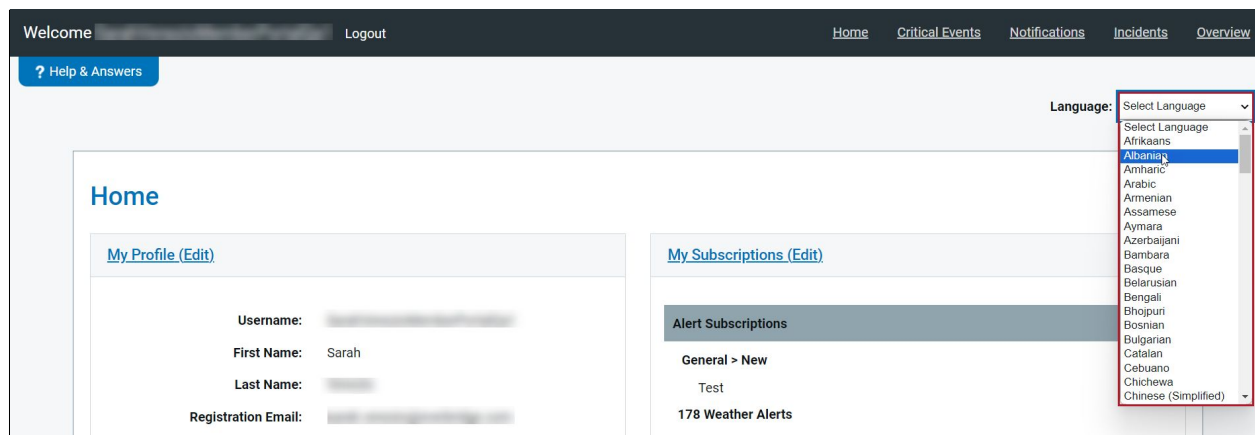 Welcome Logout Home Critical Events Notifications Incidents Overview
? Help & Answers
Language: Select Language
Select Language
Afrikaans
Albanian
Amharic
Arabic
Armenian
Assamese
Aymara
Azerbaijani
Bambara
Basque
Belarusian
Bengali
Bhojpuri
Bosnian
Bulgarian
Catalan
Cebuano
Chichewa
Chinese (Simplified)
Home
My Profile (Edit)
Username:
First Name: Sarah
Last Name:
Registration Email:
My Subscriptions (Edit)
Alert Subscriptions
General > New
Test
178 Weather Alerts